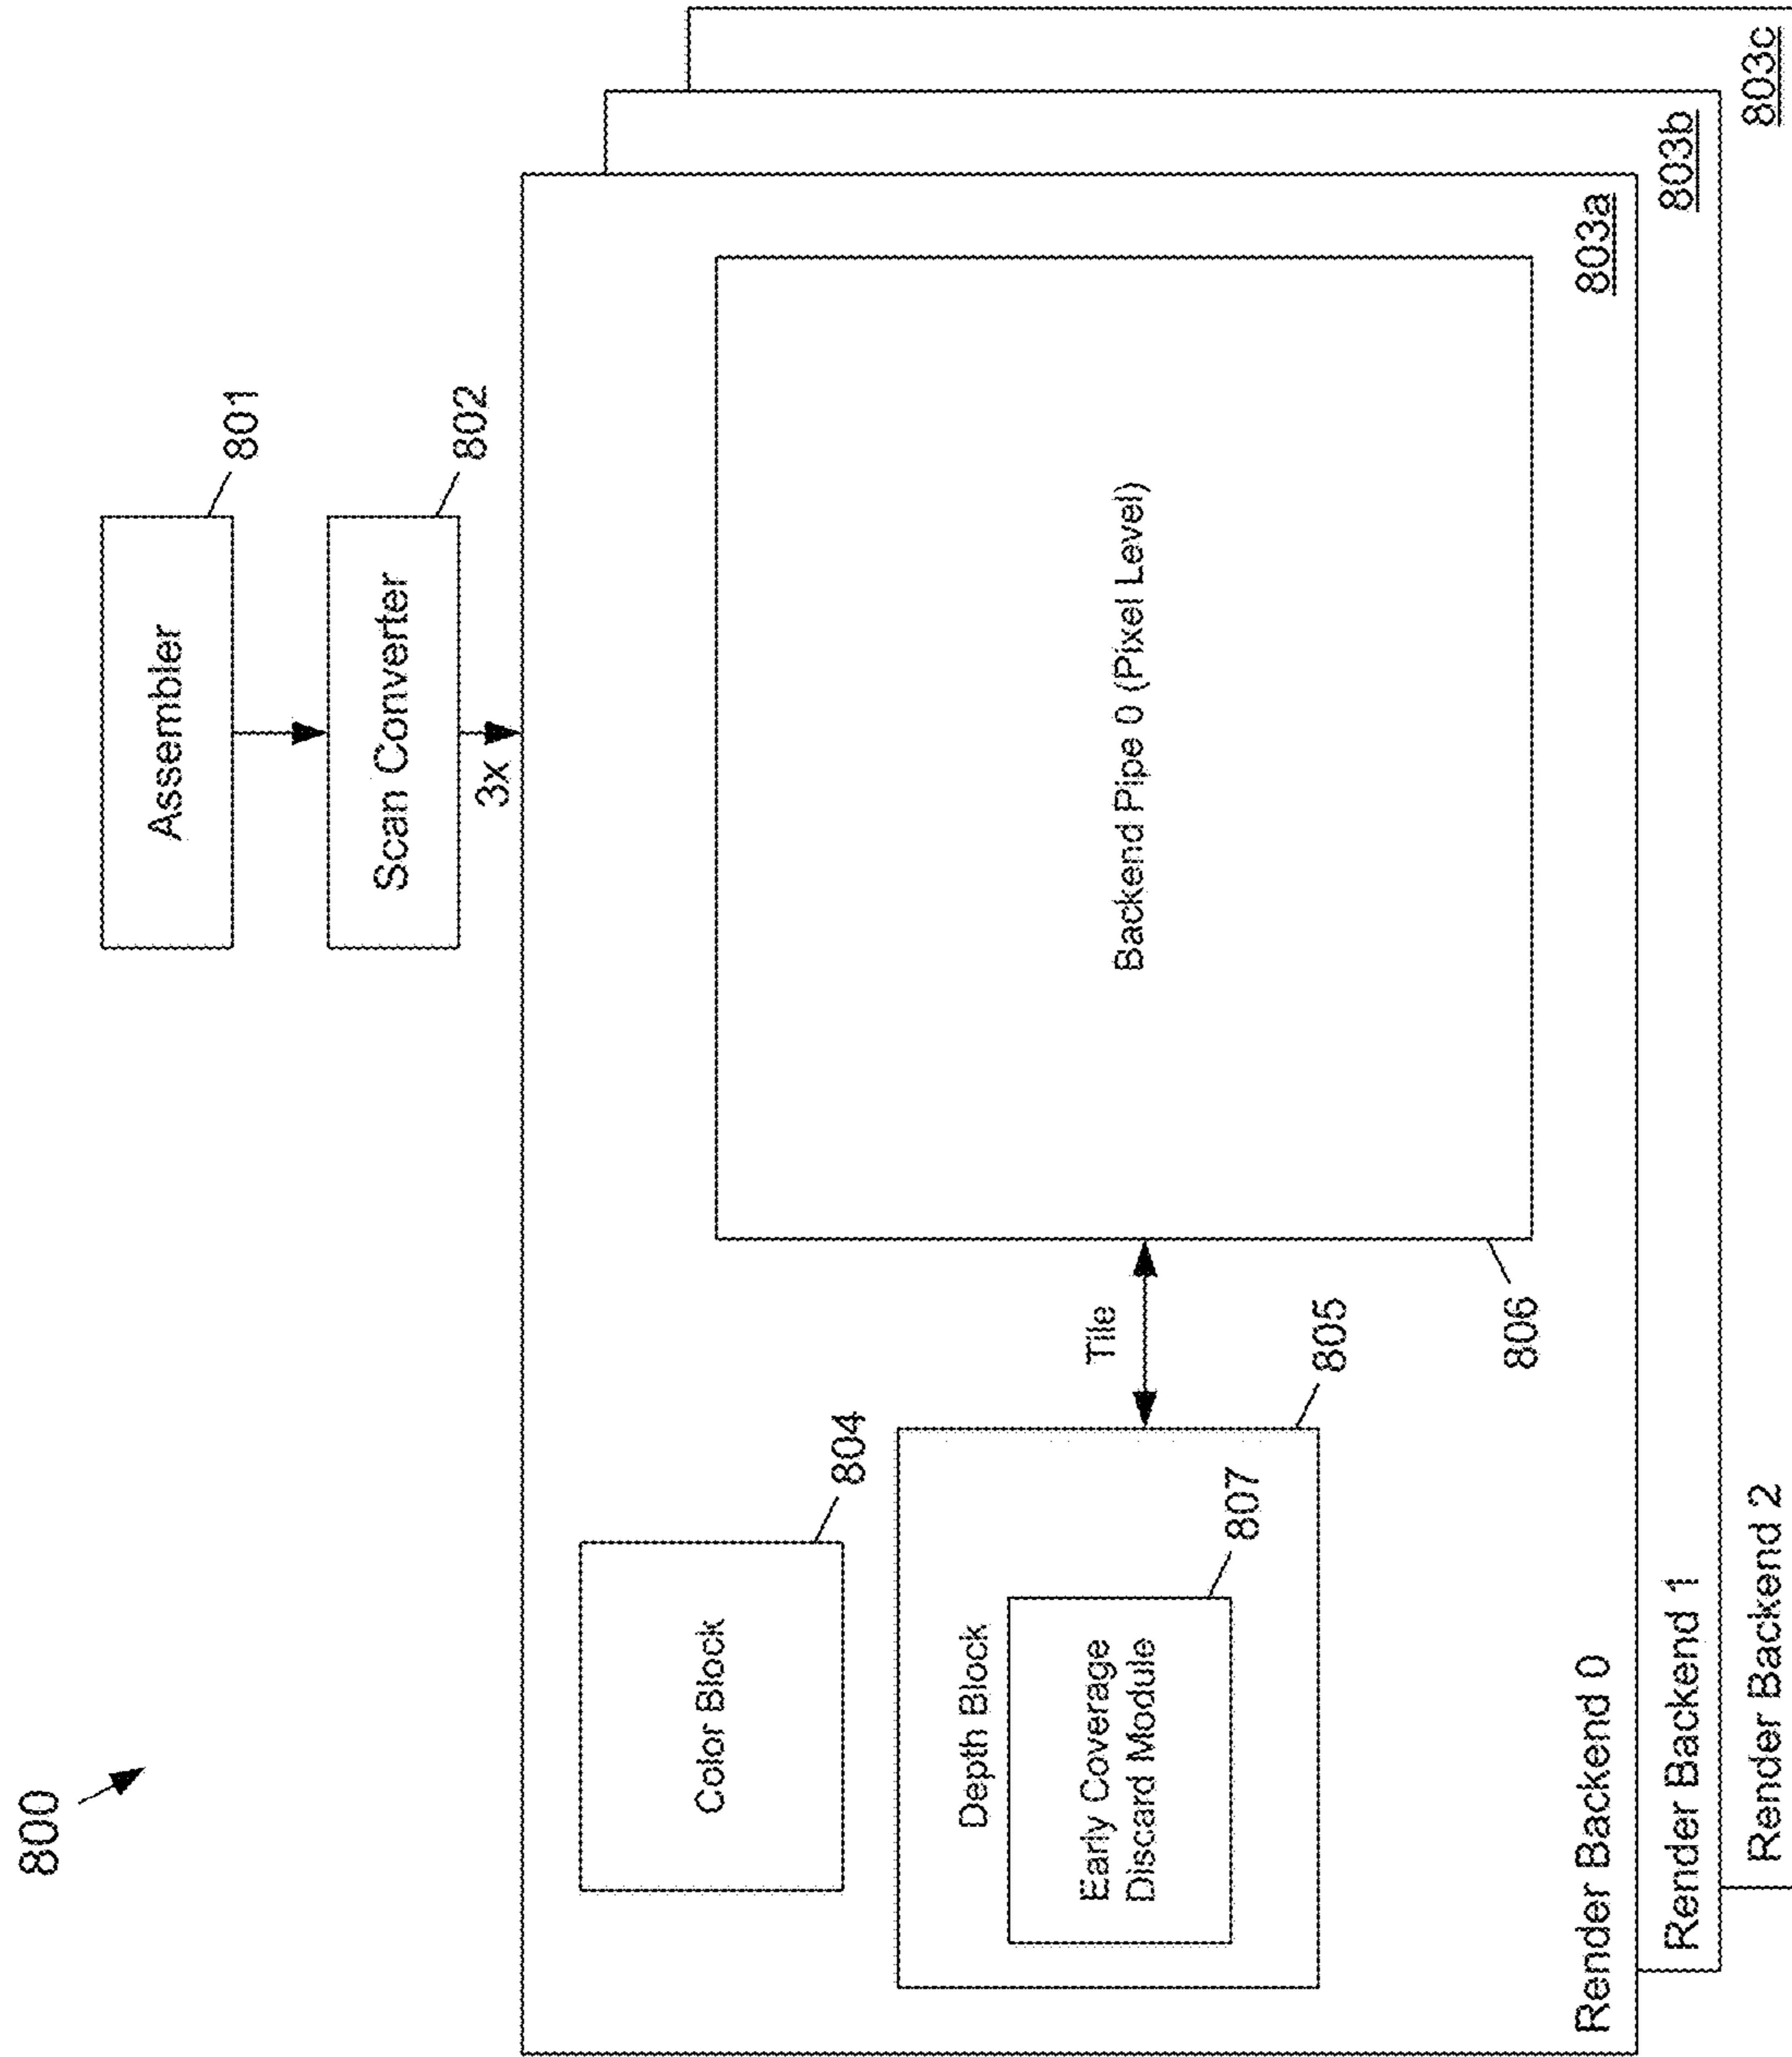 800
Assembler
801
Scan Converter
802
3x
Color Block
804
Depth Block
Early Coverage
Discard Module
807
805
Tile
Backend Pipe 0 (Pixel Level)
806
Render Backend 0
803a
Render Backend 1
803b
Render Backend 2
803c